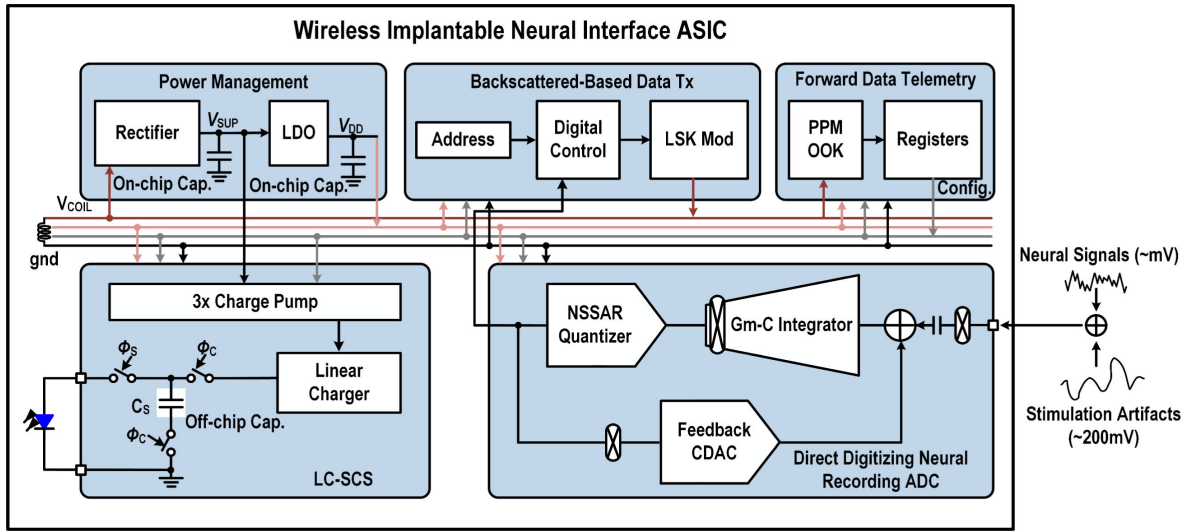 Wireless Implantable Neural Interface ASIC
Power Management
Rectifier
VSUP
LDO
VDD
On-chip Cap.
On-chip Cap.
Backscattered-Based Data Tx
Address
Digital
Control
LSK Mod
Forward Data Telemetry
PPM
OOK
Registers
Config.
VCOIL
gnd
3x Charge Pump
ΦS
ΦC
Linear
Charger
CS
Off-chip Cap.
ΦC
LC-SCS
NSSAR
Quantizer
Gm-C Integrator
Feedback
CDAC
Direct Digitizing Neural
Recording ADC
Neural Signals (~mV)
Stimulation Artifacts
(~200mV)